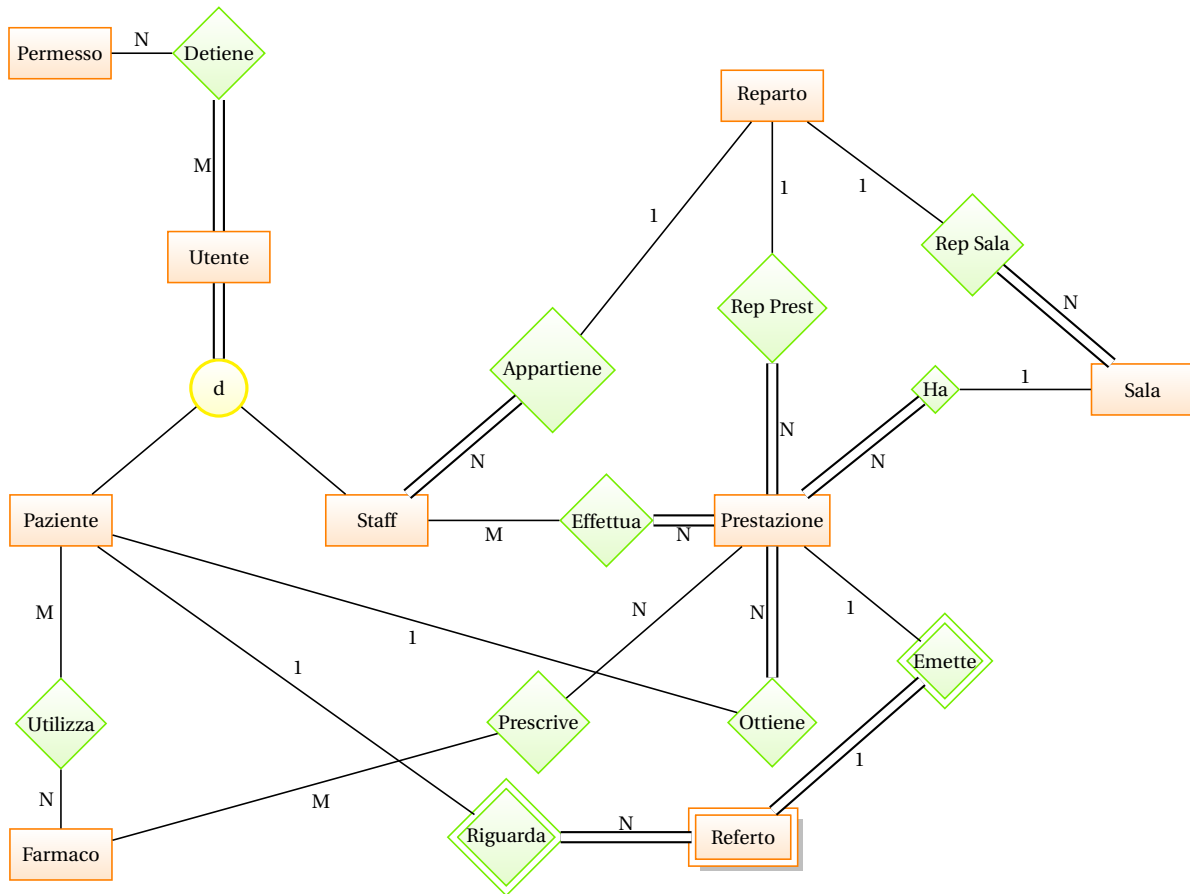 Permesso
N
Detiene
Reparto
M
1
1
1
Rep Sala
Utente
Rep Prest
N
Appartiene
d
Ha
1
Sala
N
N
N
Paziente
Staff
M
Effettua
N
Prestazione
M
N
N
1
1
1
Emette
Utilizza
Prescrive
Ottiene
1
N
M
Riguarda
N
Referto
Farmaco